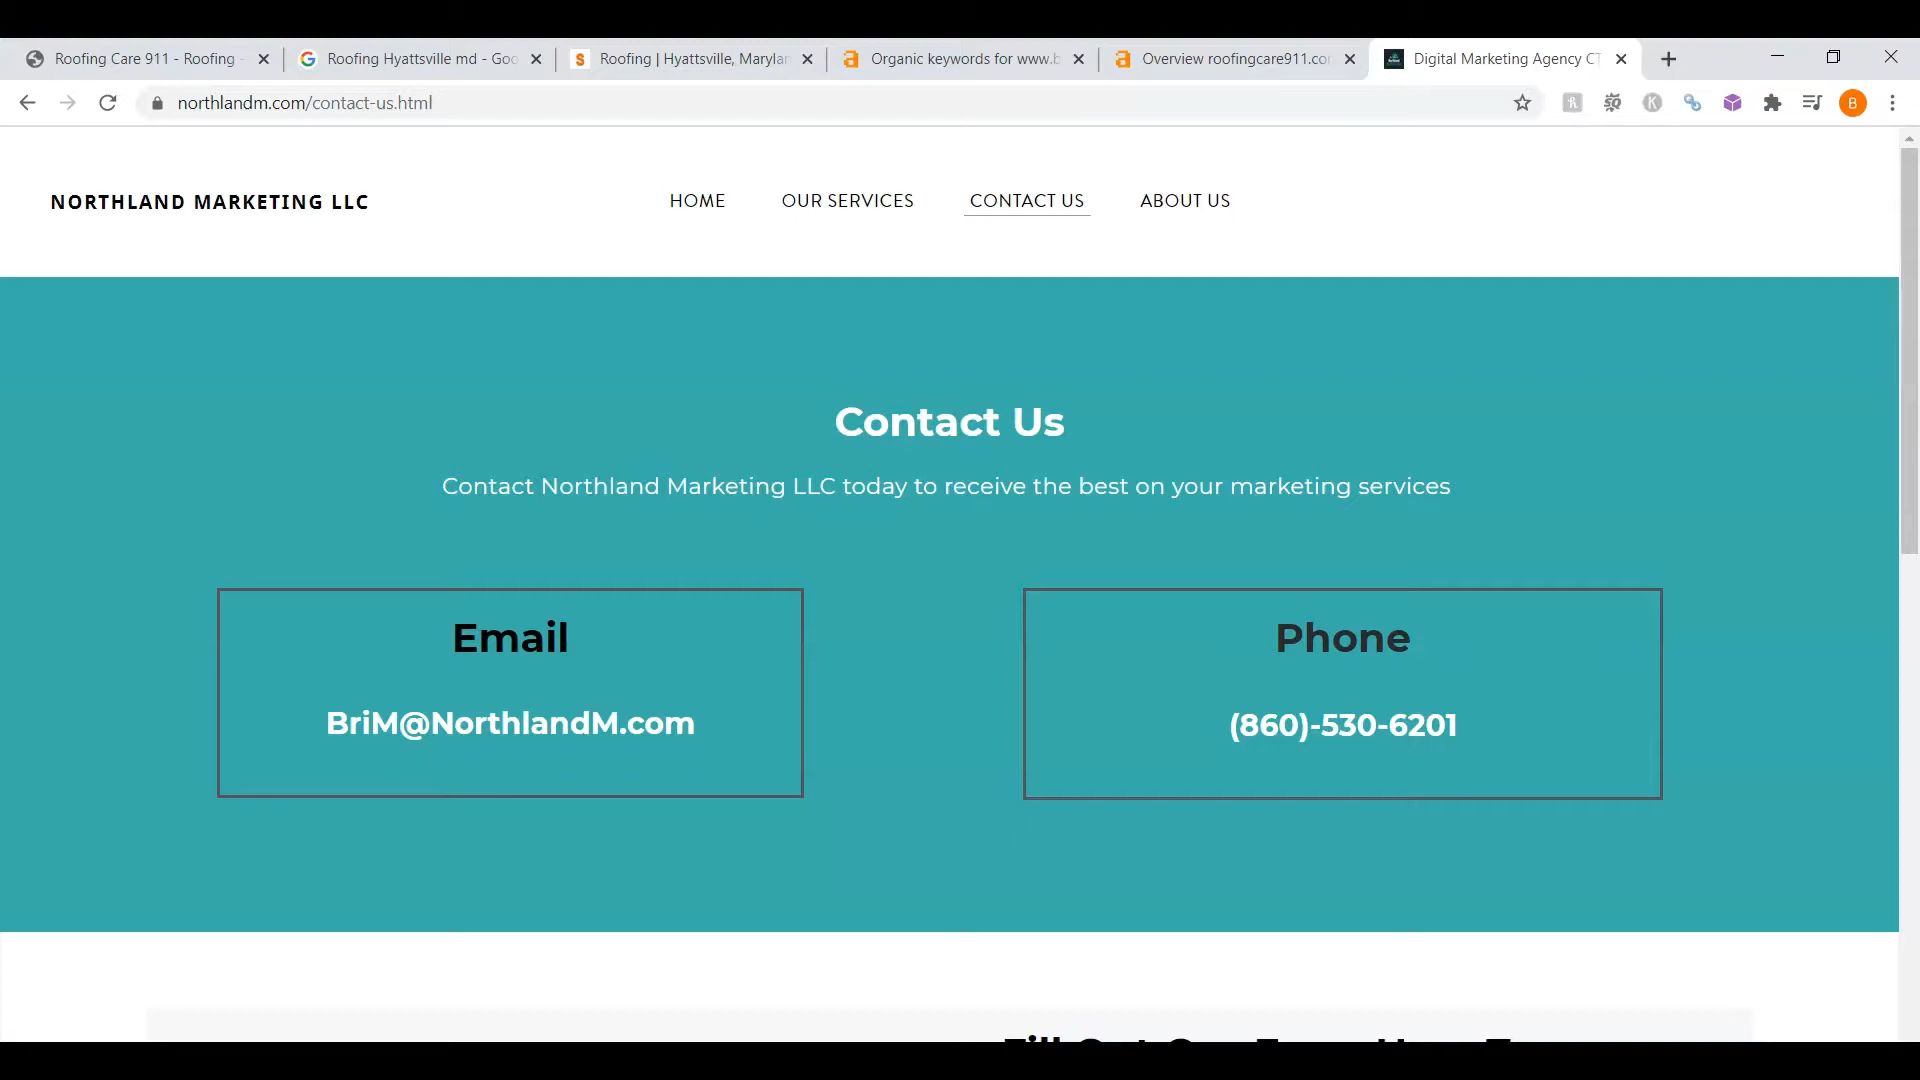 Roofing Care 911 - Roofing -
Roofing Hyattsville md - Goo
Roofing | Hyattsville, Marylan
Organic keywords for www.b
Overview roofingcare911.com
Digital Marketing Agency CT
northlandm.com/contact-us.html
B
NORTHLAND MARKETING LLC
HOME
OUR SERVICES
CONTACT US
ABOUT US
Contact Us
Contact Northland Marketing LLC today to receive the best on your marketing services
Email
BriM@NorthlandM.com
Phone
(860)-530-6201